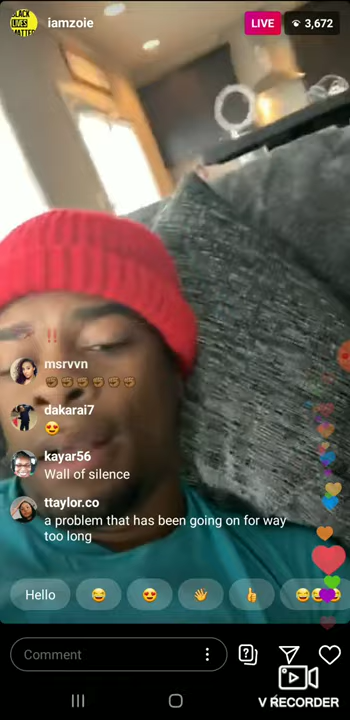 BLACK
LIVES
MATTER
iamzoie
LIVE
3,672
msrvvn
dakarai7
kayar56
Wall of silence
ttaylor.co
a problem that has been going on for way
too long
Hello
Comment
V RECORDER